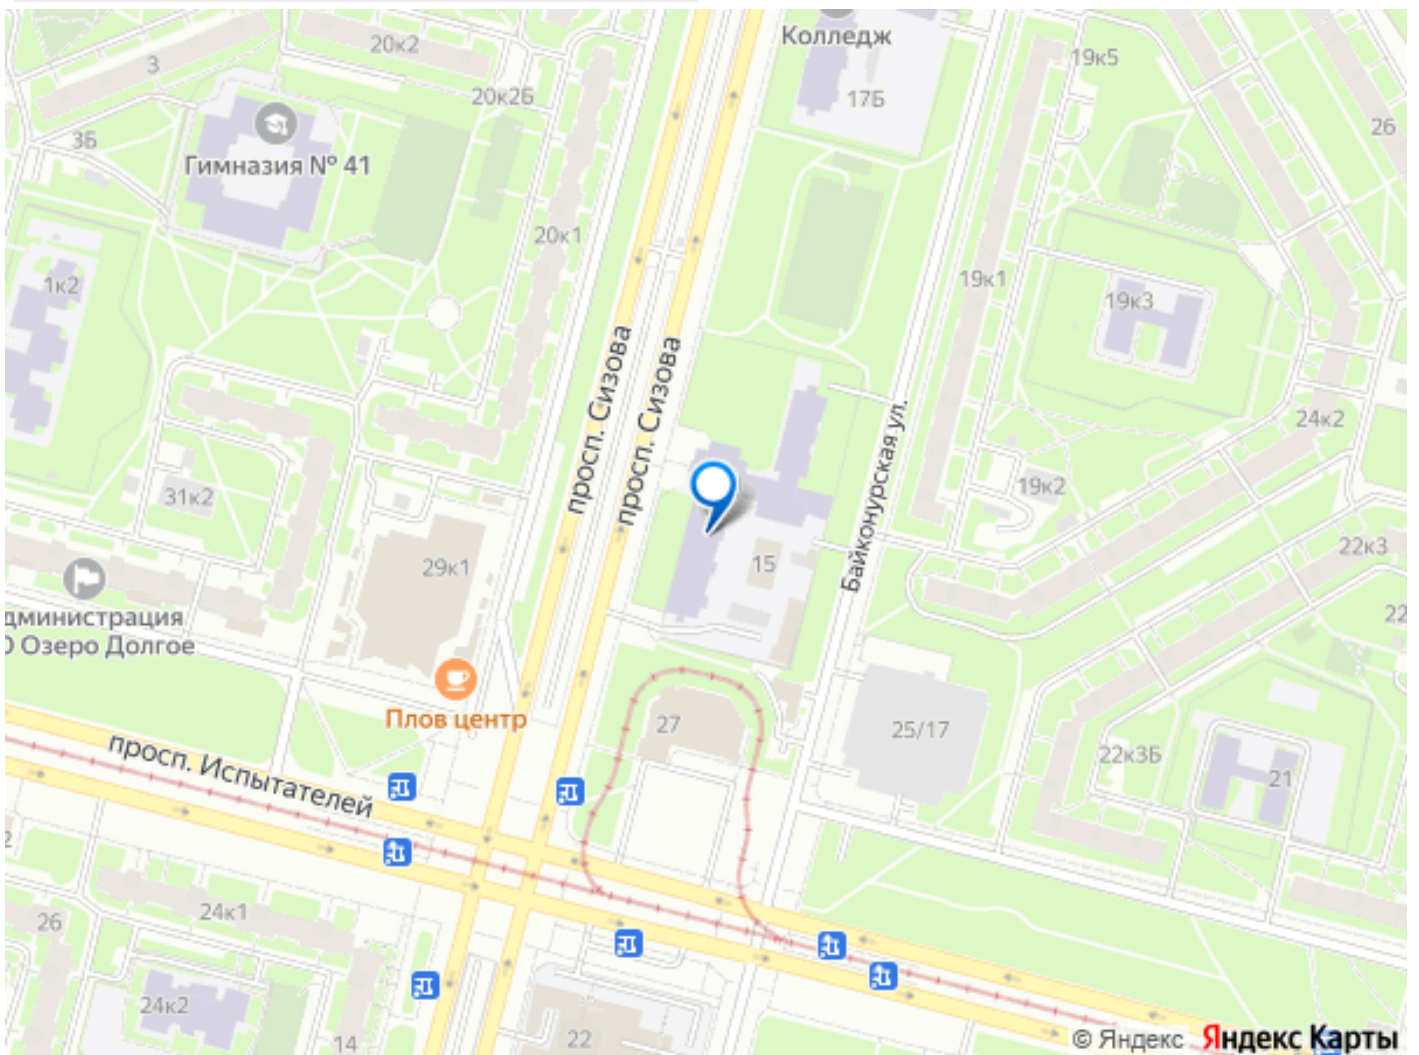 Колледж
20к2
19к5
3
20к2Б
17Б
26
3Б
Гимназия № 41
20к1
1к2
19к1
19к3
просп. Сизова
просп. Сизова
24к2
Байконурская ул.
31к2
19к2
29к1
15
22к3
дминистрация
О Озеро Долгое
22
Плов центр
27
25/17
22к3Б
21
просп. Испытателей
2
24к1
26
24к2
14
22
© Яндекс Яндекс Карты